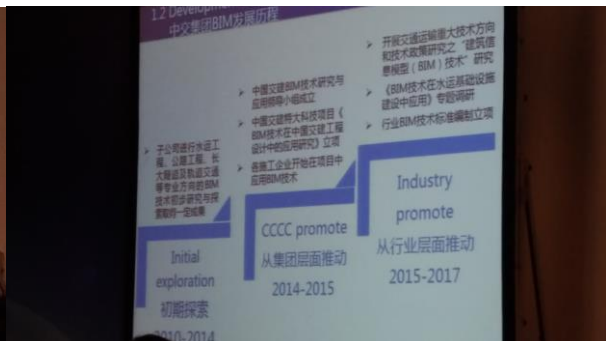 1.2 Develop
中交集团BIM发展历程
➢ 子公司进行水运工
程、公路工程、长
大隧道及轨道交通
等专业方向的BIM
技术初步研究与探
索取得一定成果
Initial
exploration
初期探索
2010-2014
➢ 中国交建BIM技术研究与
应用领导小组成立
➢ 中国交建特大科技项目《
BIM技术在中国交建工程
设计中的应用研究》立项
➢ 各施工企业开始在项目中
应用BIM技术
CCCC promote
从集团层面推动
2014-2015
➢ 开展交通运输重大技术方向
和技术政策研究之“建筑信
息模型（BIM）技术”研究
➢ 《BIM技术在水运基础设施
建设中应用》专题调研
➢ 行业BIM技术标准编制立项
Industry
promote
从行业层面推动
2015-2017